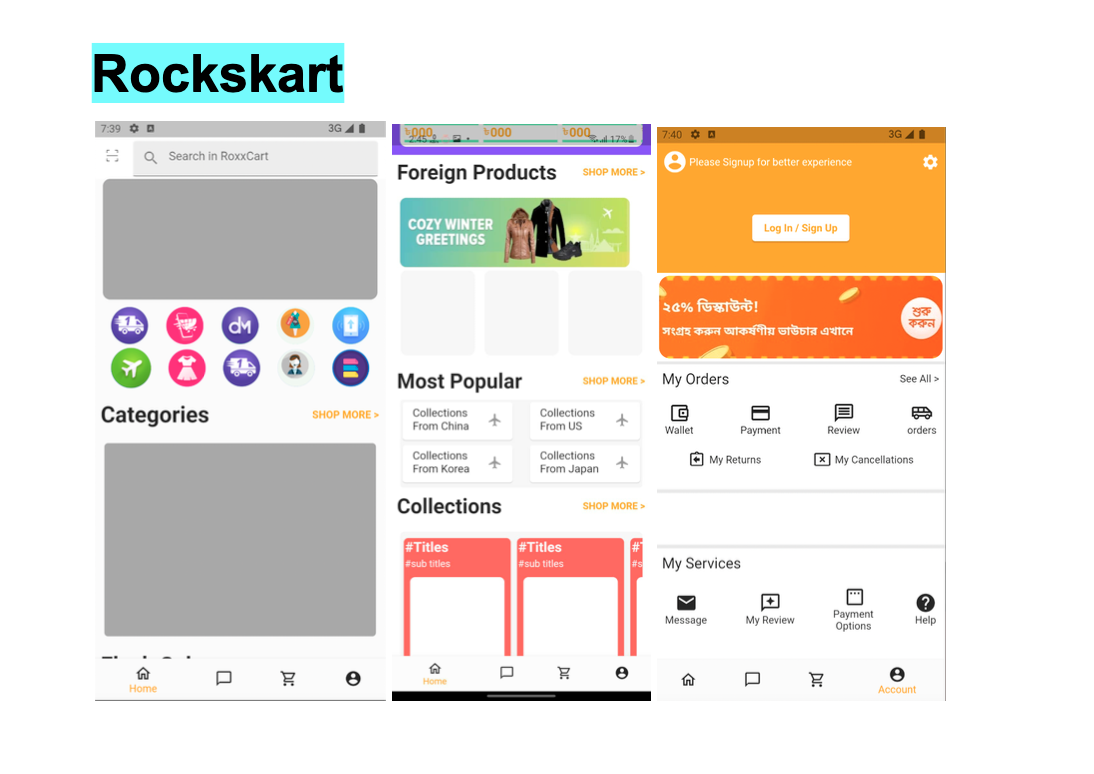 Rockskart
7:39
3G
Search in RoxxCart
dm
Categories
SHOP MORE >
Home
৳000
৳000
৳000
2:45
17%
Foreign Products
SHOP MORE >
COZY WINTER
GREETINGS
Most Popular
SHOP MORE >
Collections
From China
Collections
From US
Collections
From Korea
Collections
From Japan
Collections
SHOP MORE >
#Titles
#sub titles
#Titles
#sub titles
Home
7:40
3G
Please Signup for better experience
Log In / Sign Up
২৫% ডিস্কাউন্ট!
সংগ্রহ করুন আকর্ষণীয় ভাউচার এখানে
শুরু
করুন
My Orders
See All >
Wallet
Payment
Review
orders
My Returns
My Cancellations
My Services
Message
My Review
Payment
Options
Help
Account